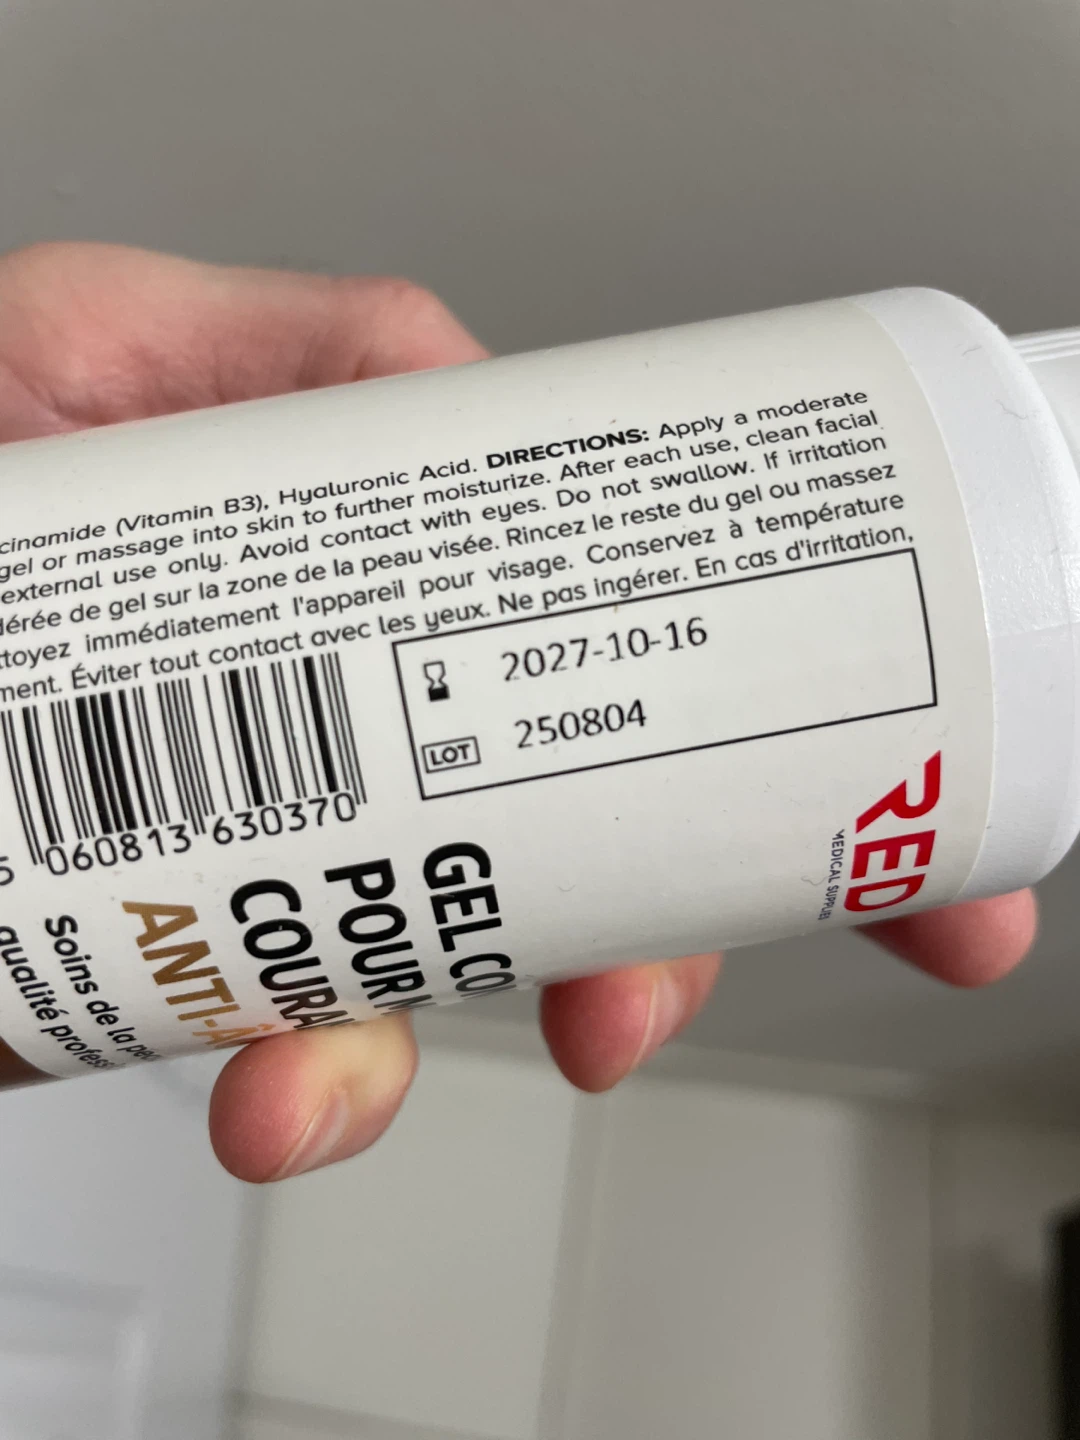 cinamide (Vitamin B3), Hyaluronic Acid. DIRECTIONS: Apply a moderate
gel or massage into skin to further moisturize. After each use, clean facial
external use only. Avoid contact with eyes. Do not swallow. If irritation
dérée de gel sur la zone de la peau visée. Rincez le reste du gel ou massez
ttoyez immédiatement l'appareil pour visage. Conservez à température
ment. Éviter tout contact avec les yeux. Ne pas ingérer. En cas d'irritation,
2027-10-16
LOT 250804
5 060813 630370
RED
MEDICAL SUPPLIES
GEL CON
POUR M
COURA
ANTI-Â
Soins de la pea
qualité profess